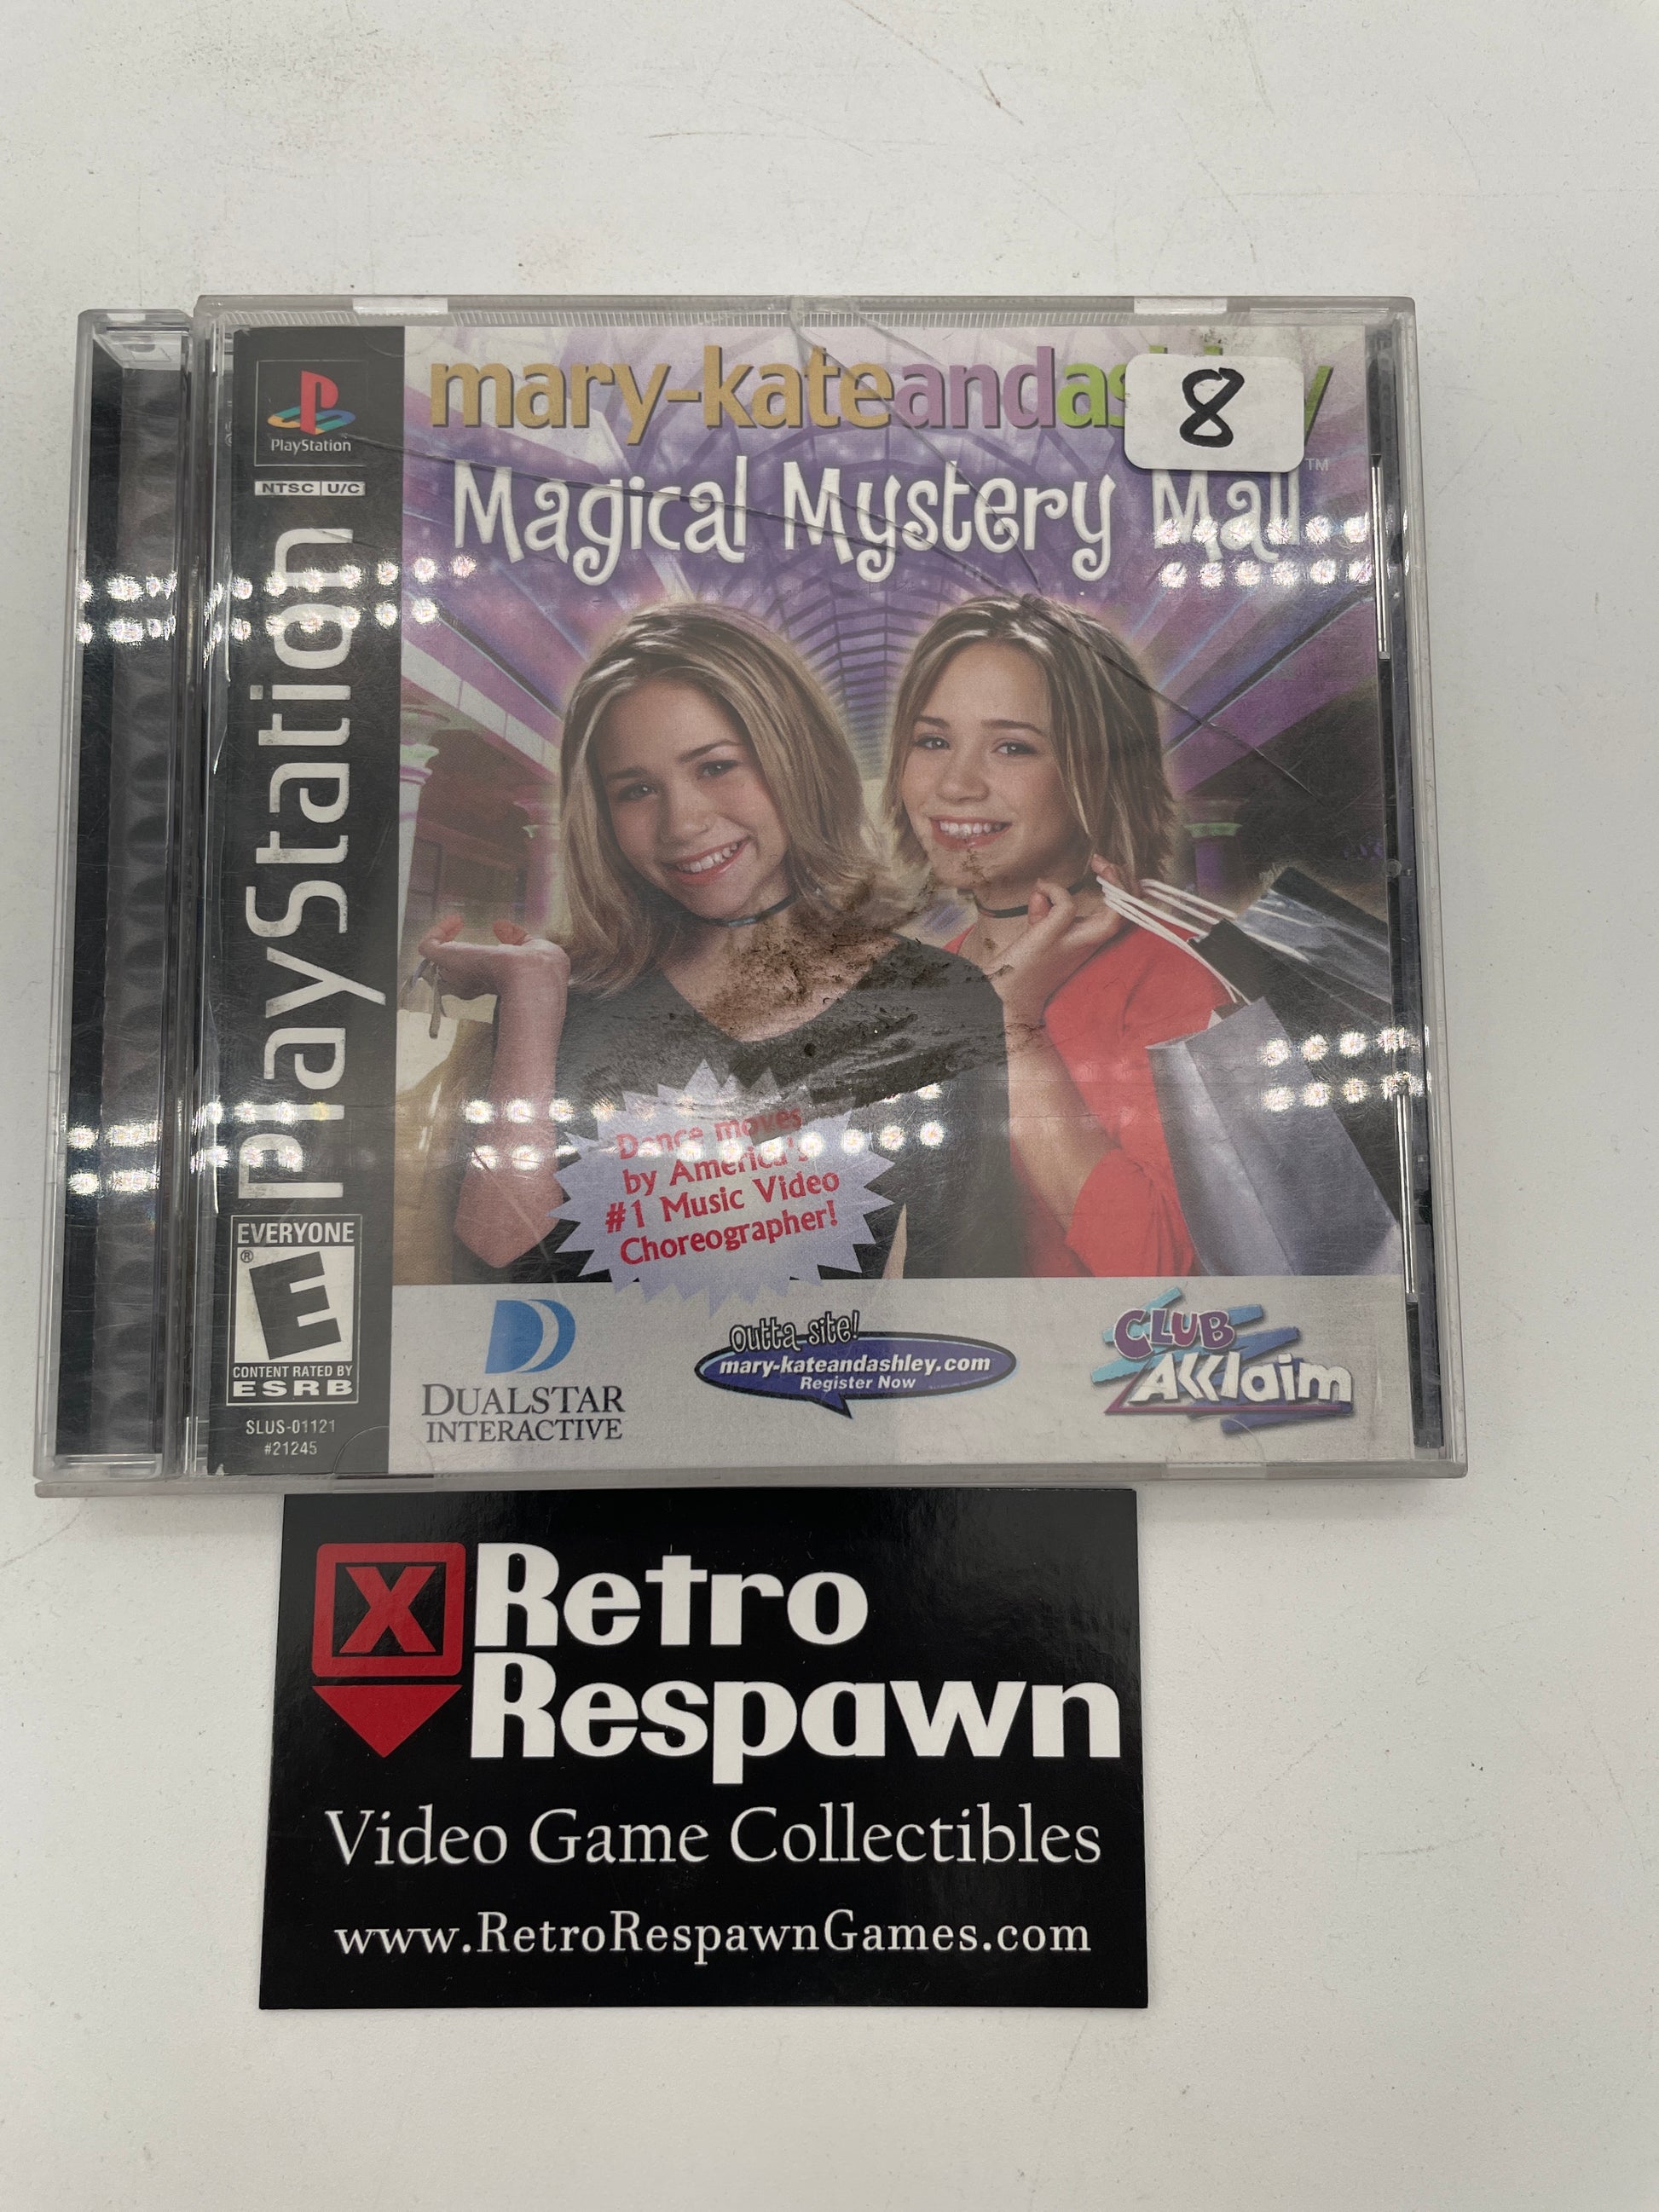 PlayStation
NTSC U/C
PlayStation
mary-kateandas y
8
Magical Mystery Mall
TM
Dance moves
by America's
#1 Music Video
Choreographer!
EVERYONE
E
®
CONTENT RATED BY
ESRB
SLUS-01121
#21245
DUALSTAR
INTERACTIVE
Outta site!
mary-kateandashley.com
Register Now
CLUB
Acclaim
X Retro
Respawn
Video Game Collectibles
www.RetroRespawnGames.com